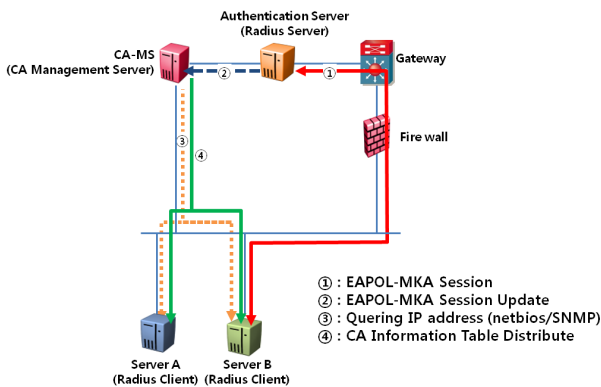 Authentication Server
(Radius Server)
CA-MS
(CA Management Server)
Gateway
②
①
Fire wall
③
④
① : EAPOL-MKA Session
② : EAPOL-MKA Session Update
③ : Quering IP address (netbios/SNMP)
④ : CA Information Table Distribute
Server A
(Radius Client)
Server B
(Radius Client)